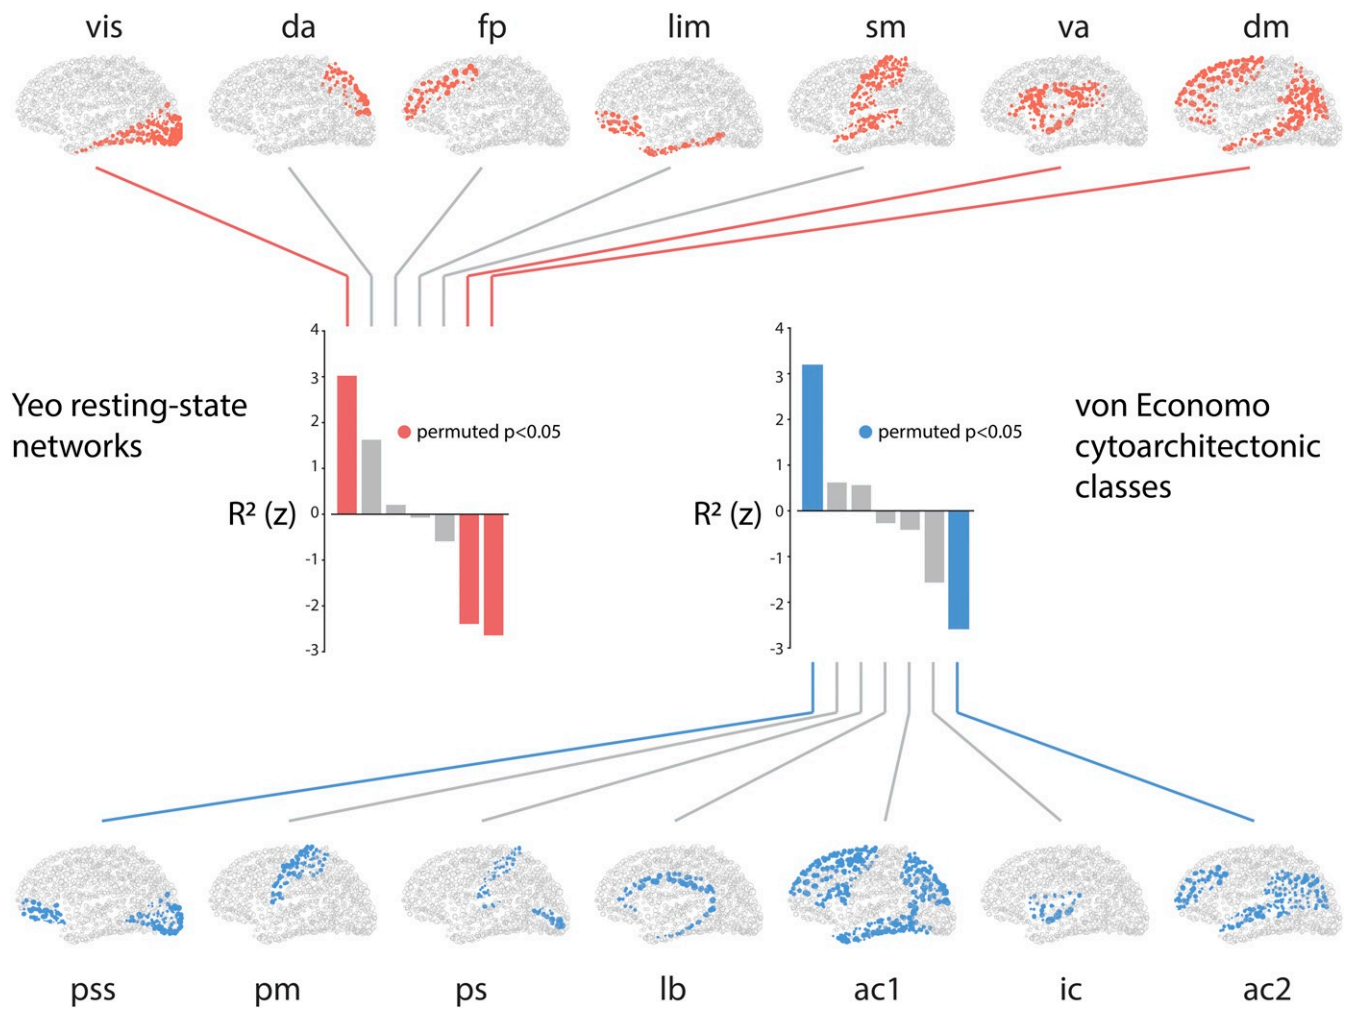 vis da fp lim sm va dm
4
3
2
1
0
-1
-2
-3
R² (z)
permuted p<0.05
Yeo resting-state
networks
4
3
2
1
0
-1
-2
-3
R² (z)
permuted p<0.05
von Economo
cytoarchitectonic
classes
pss pm ps lb ac1 ic ac2